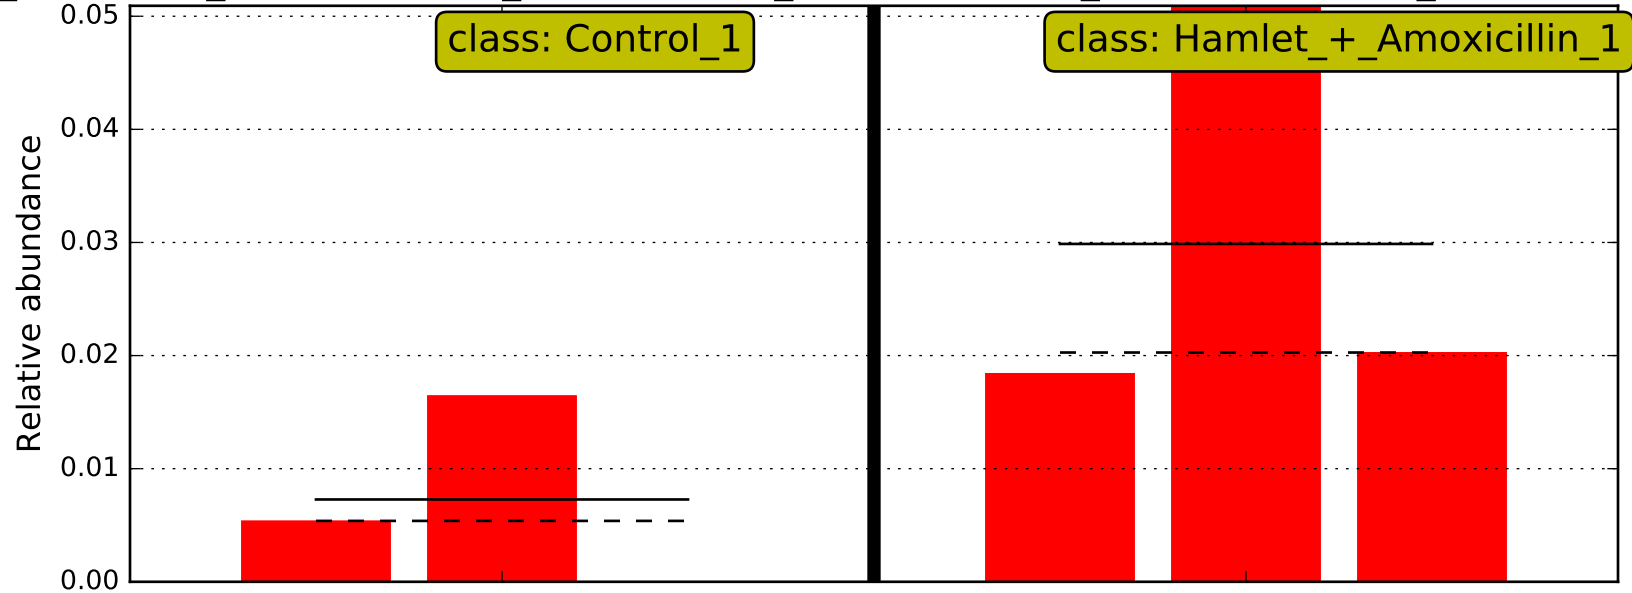 class: Control_1
class: Hamlet_+_Amoxicillin_1
Relative abundance
0.05
0.04
0.03
0.02
0.01
0.00